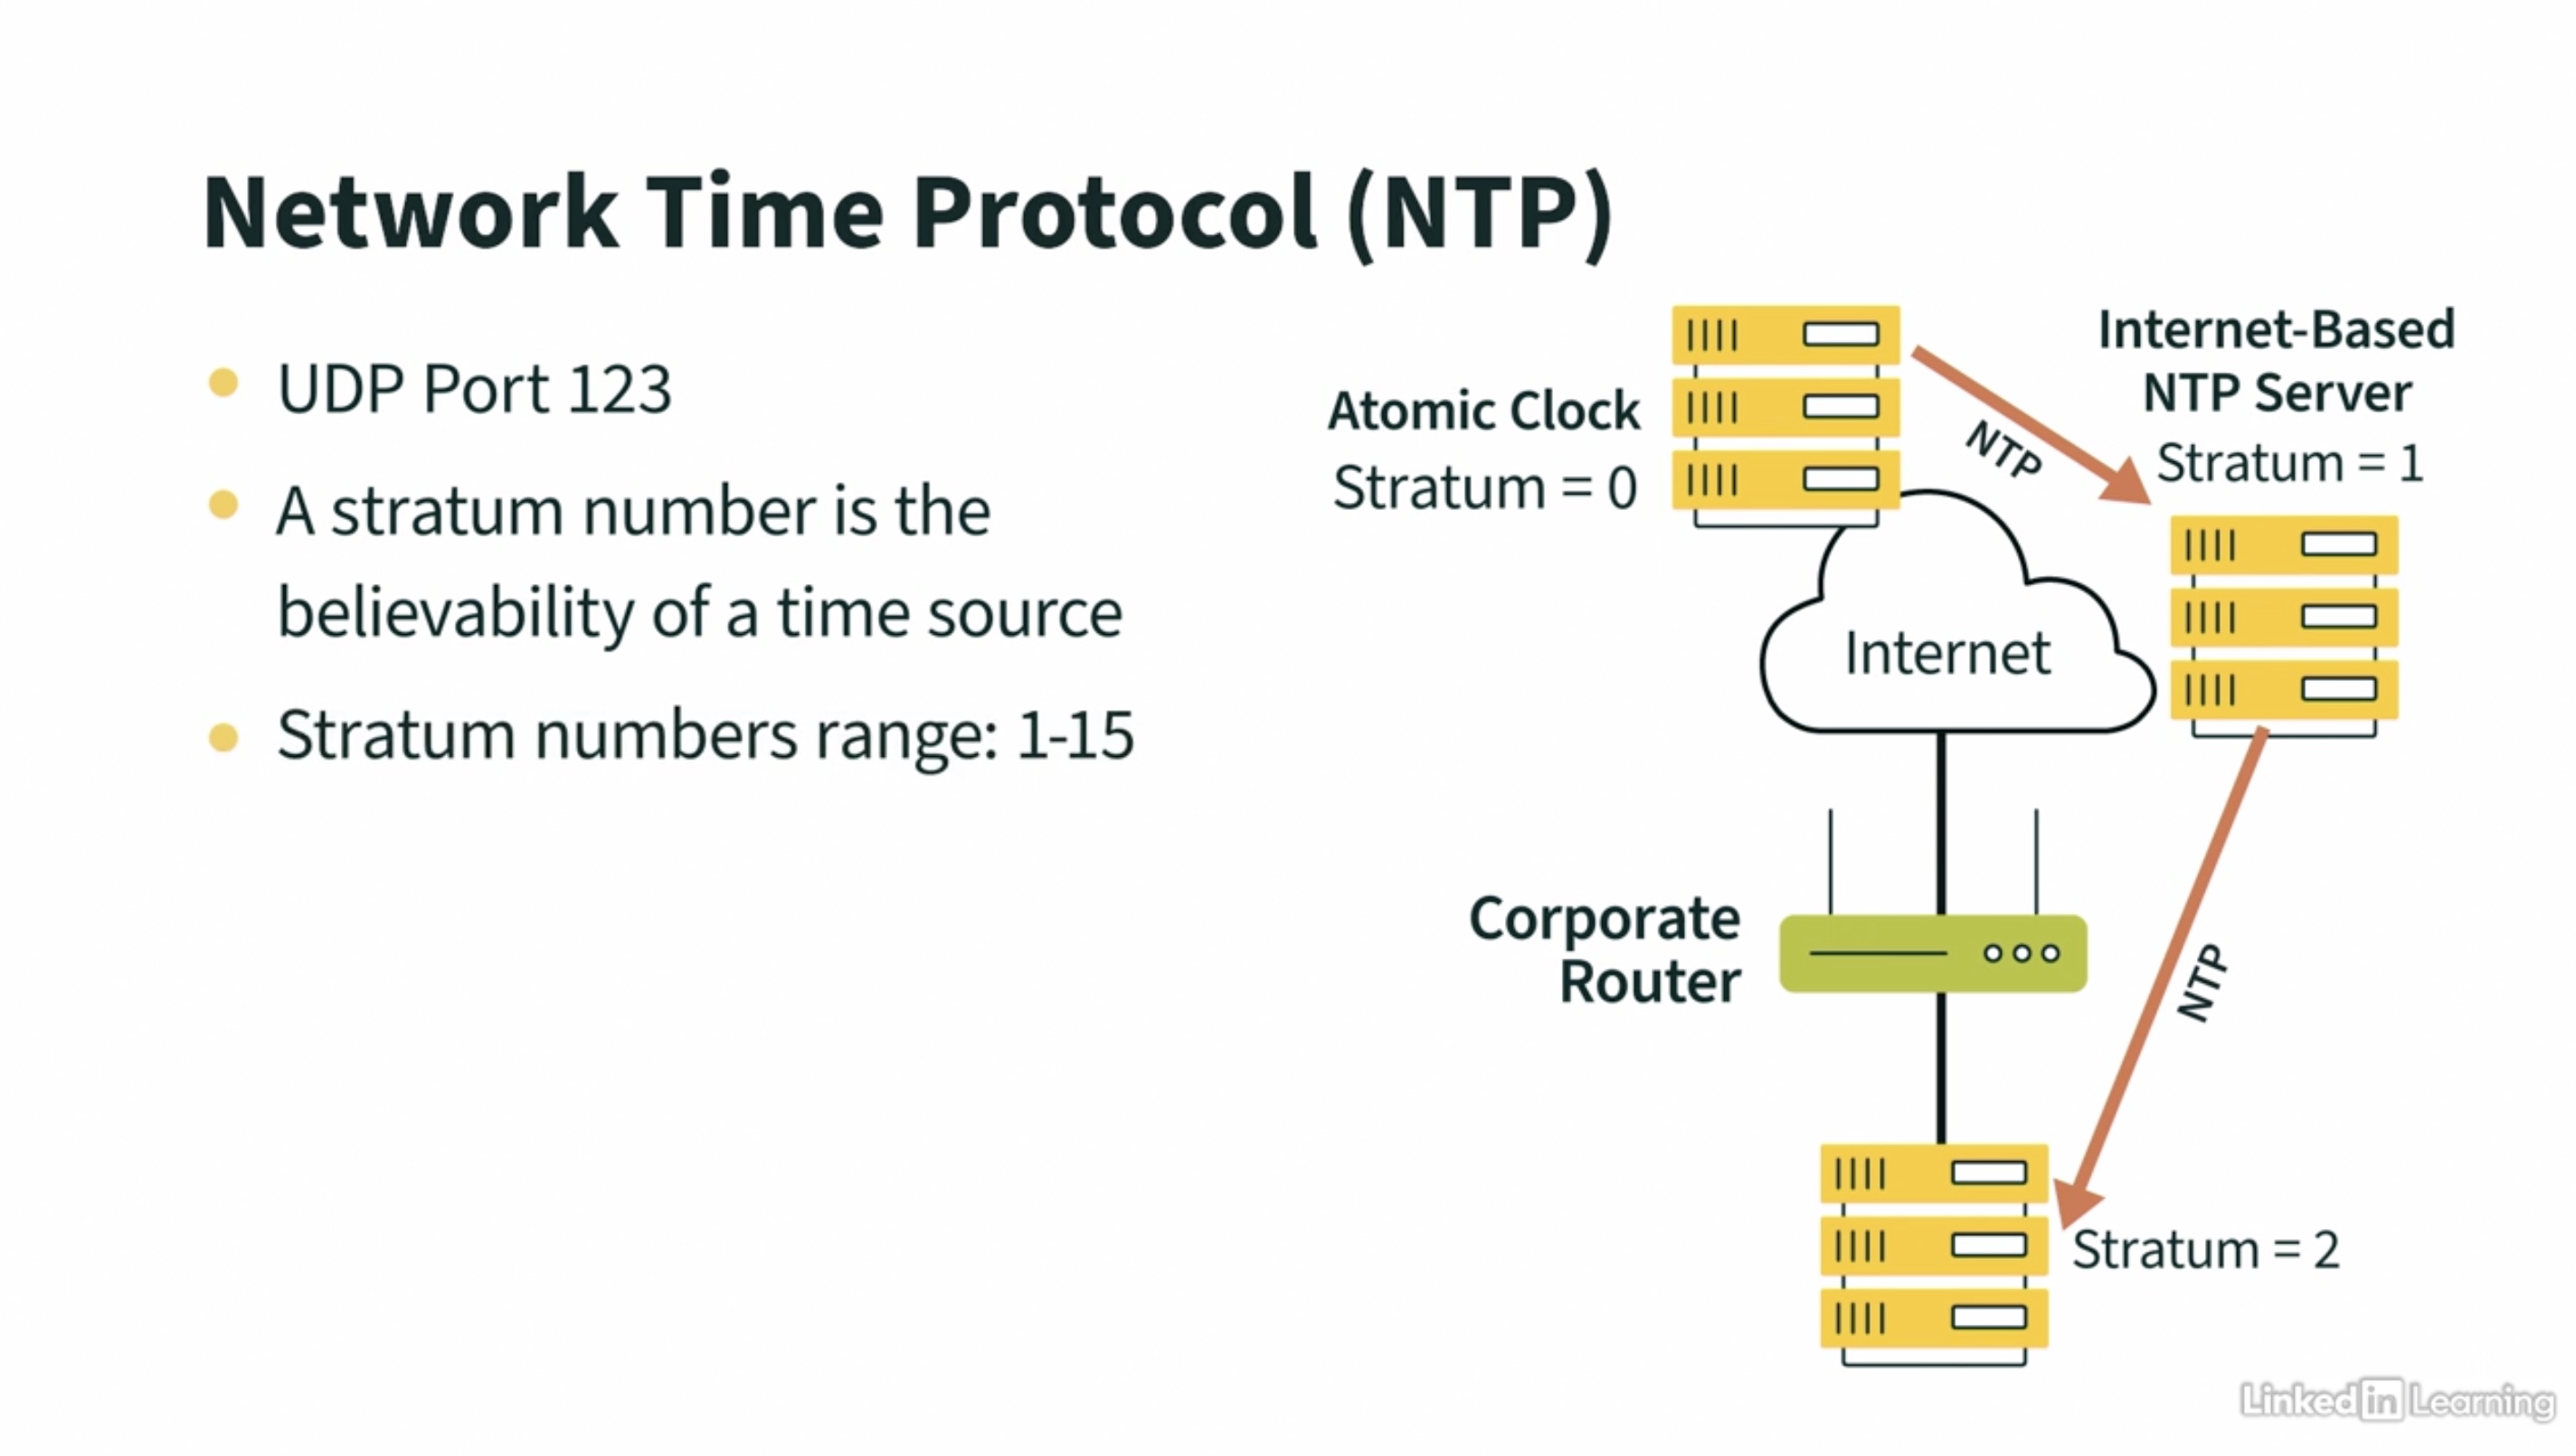 Network Time Protocol (NTP)
UDP Port 123
A stratum number is the
believability of a time source
Stratum numbers range: 1-15
Atomic Clock
Stratum = 0
NTP
Internet-Based
NTP Server
Stratum = 1
Internet
Corporate
Router
NTP
Stratum = 2
Linked in Learning